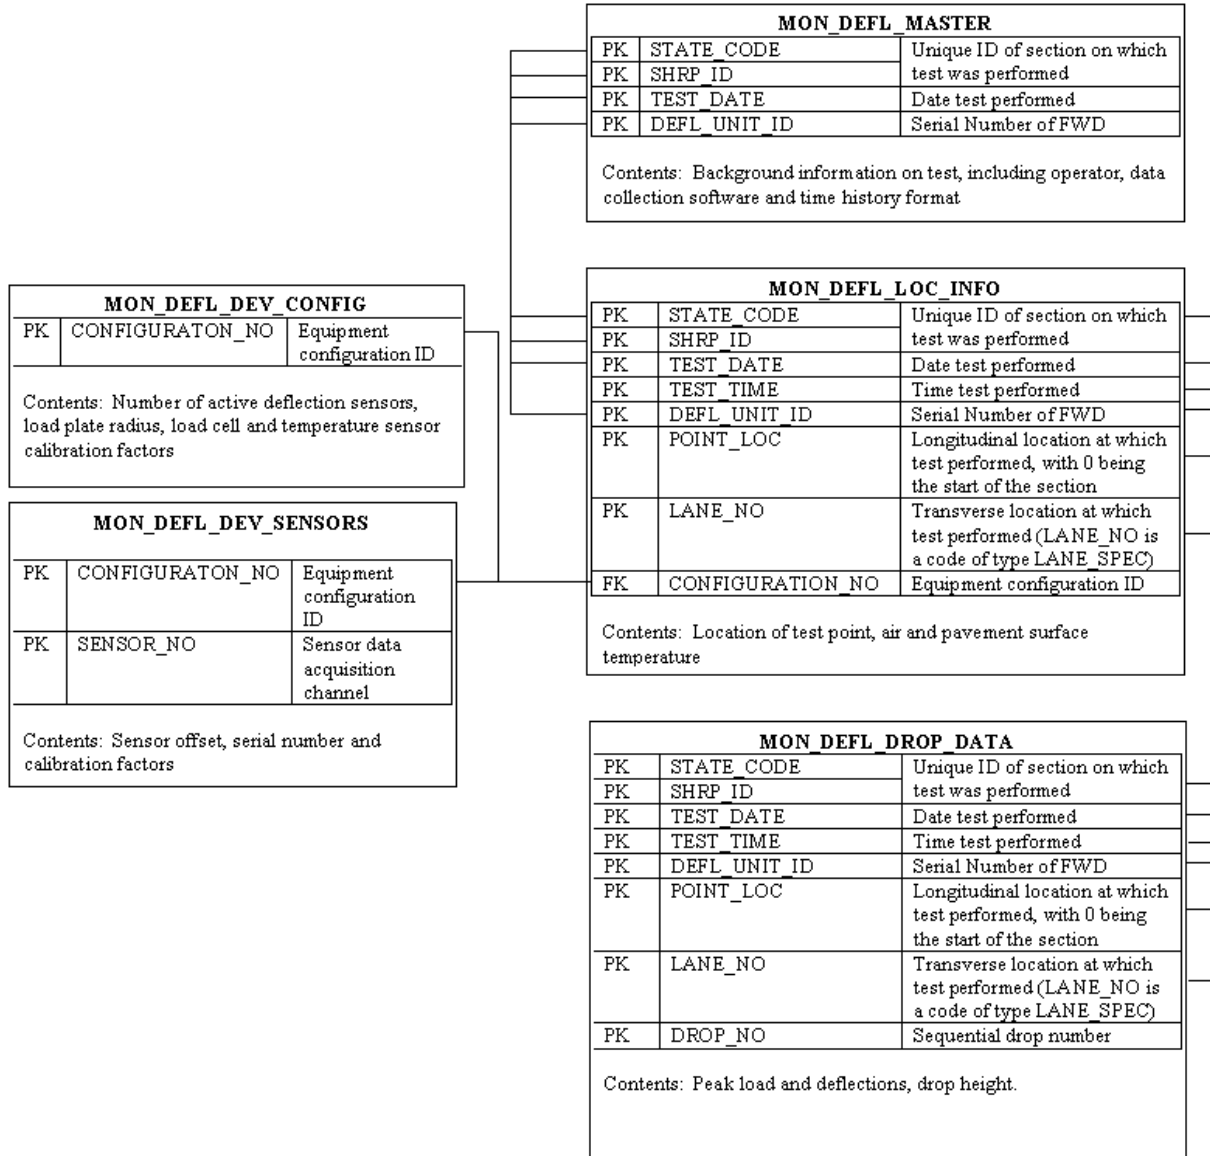 MON_DEFL_MASTER
PK STATE_CODE Unique ID of section on which
PK SHRP_ID test was performed
PK TEST_DATE Date test performed
PK DEFL_UNIT_ID Serial Number of FWD
Contents: Background information on test, including operator, data
collection software and time history format
MON_DEFL_DEV_CONFIG
PK CONFIGURATON_NO Equipment
configuration ID
Contents: Number of active deflection sensors,
load plate radius, load cell and temperature sensor
calibration factors
MON_DEFL_DEV_SENSORS
PK CONFIGURATON_NO Equipment
configuration
ID
PK SENSOR_NO Sensor data
acquisition
channel
Contents: Sensor offset, serial number and
calibration factors
MON_DEFL_LOC_INFO
PK STATE_CODE Unique ID of section on which
PK SHRP_ID test was performed
PK TEST_DATE Date test performed
PK TEST_TIME Time test performed
PK DEFL_UNIT_ID Serial Number of FWD
PK POINT_LOC Longitudinal location at which
test performed, with 0 being
the start of the section
PK LANE_NO Transverse location at which
test performed (LANE_NO is
a code of type LANE_SPEC)
FK CONFIGURATION_NO Equipment configuration ID
Contents: Location of test point, air and pavement surface
temperature
MON_DEFL_DROP_DATA
PK STATE_CODE Unique ID of section on which
PK SHRP_ID test was performed
PK TEST_DATE Date test performed
PK TEST_TIME Time test performed
PK DEFL_UNIT_ID Serial Number of FWD
PK POINT_LOC Longitudinal location at which
test performed, with 0 being
the start of the section
PK LANE_NO Transverse location at which
test performed (LANE_NO is
a code of type LANE_SPEC)
PK DROP_NO Sequential drop number
Contents: Peak load and deflections, drop height.